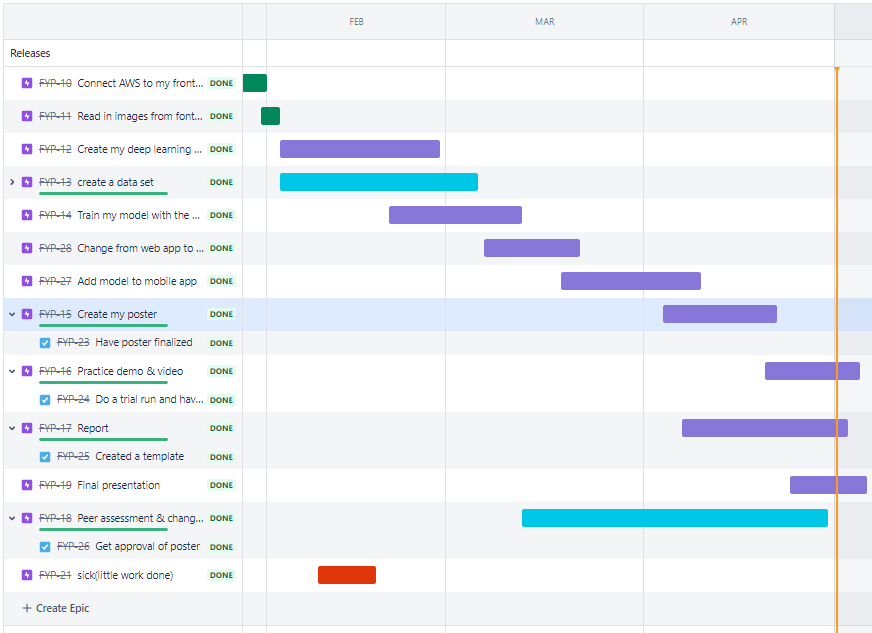 FEB MAR APR
Releases
FYP-10 Connect AWS to my front... DONE
FYP-11 Read in images from font... DONE
FYP-12 Create my deep learning ... DONE
FYP-13 create a data set DONE
FYP-14 Train my model with the ... DONE
FYP-28 Change from web app to ... DONE
FYP-27 Add model to mobile app DONE
FYP-15 Create my poster DONE
FYP-23 Have poster finalized DONE
FYP-16 Practice demo & video DONE
FYP-24 Do a trial run and hav... DONE
FYP-17 Report DONE
FYP-25 Created a template DONE
FYP-19 Final presentation DONE
FYP-18 Peer assessment & chang... DONE
FYP-26 Get approval of poster DONE
FYP-21 sick(little work done) DONE
+ Create Epic